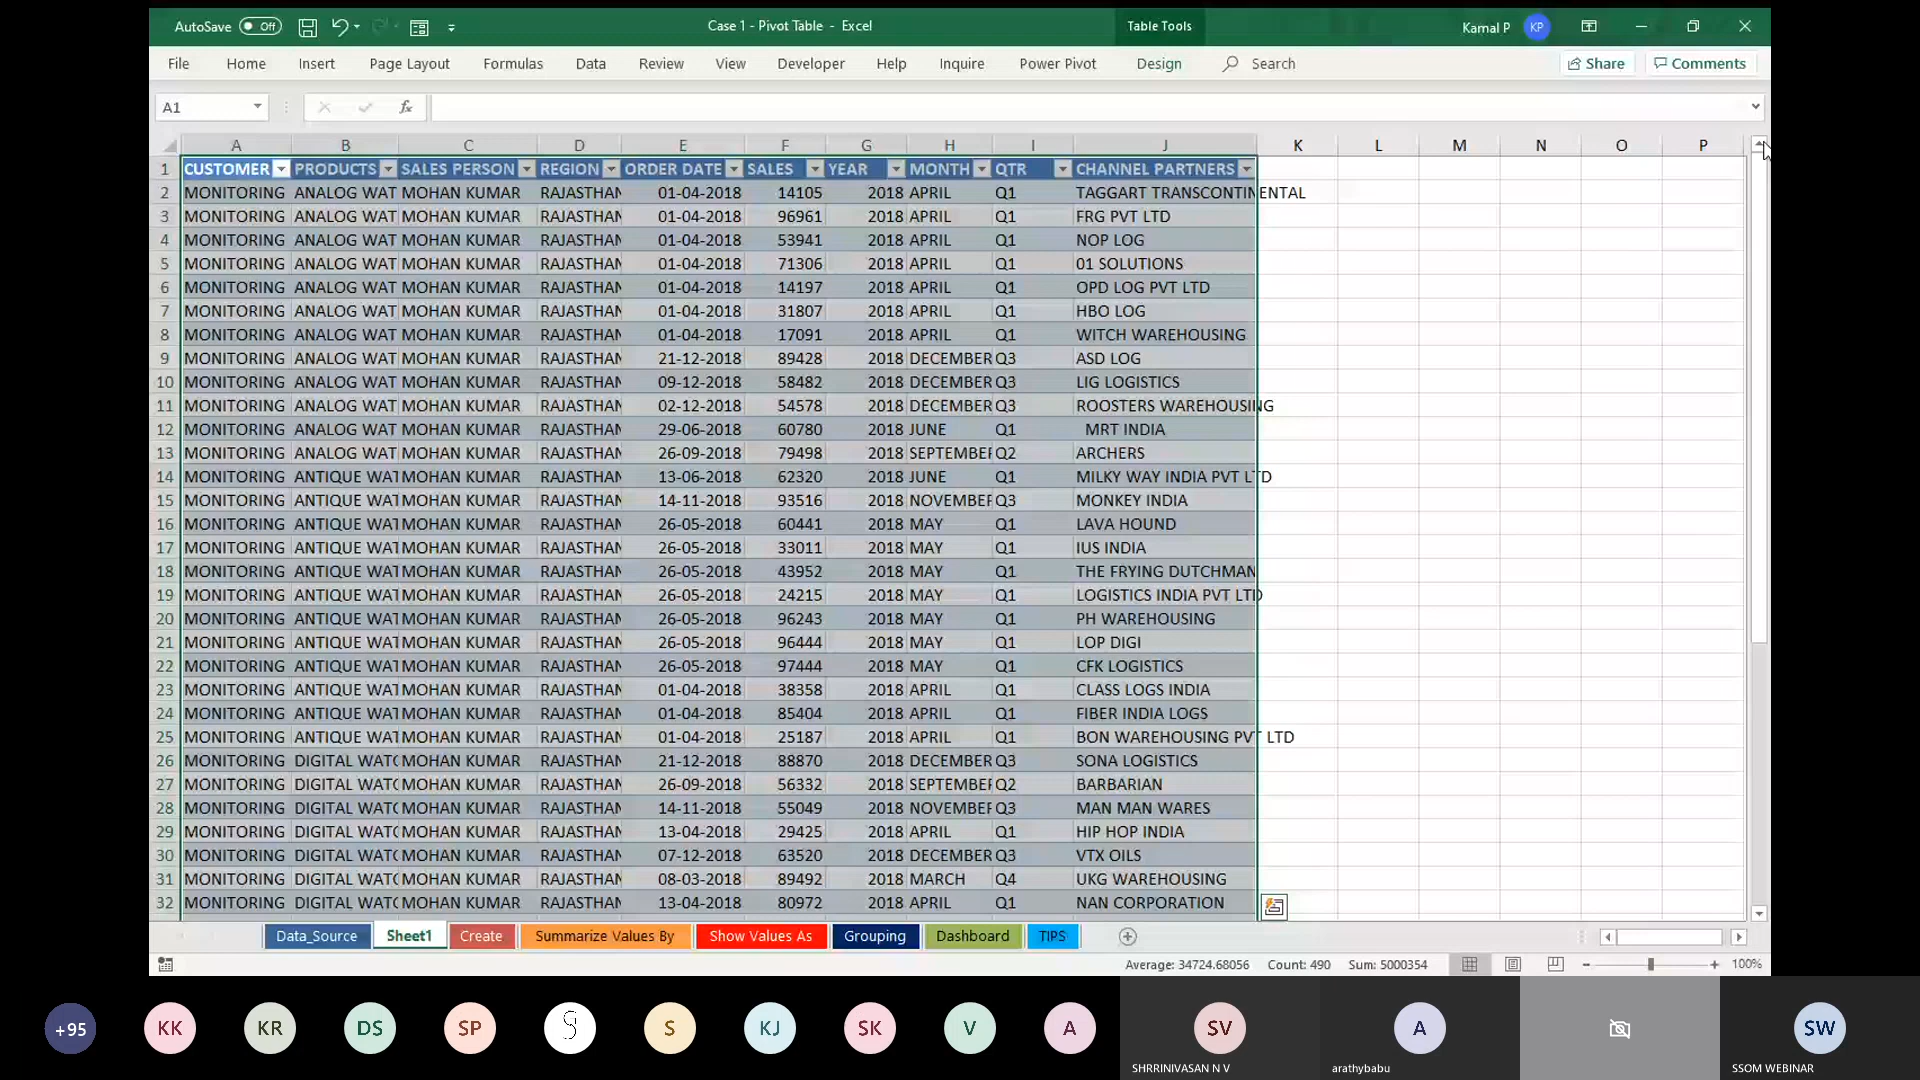 AutoSave Off Case 1 - Pivot Table - Excel Table Tools Kamal P KP
File Home Insert Page Layout Formulas Data Review View Developer Help Inquire Power Pivot Design Search Share Comments
A1 fx
A B C D E F G H I J K L M N O P
1 CUSTOMER PRODUCTS SALES PERSON REGION ORDER DATE SALES YEAR MONTH QTR CHANNEL PARTNERS
2 MONITORING ANALOG WAT MOHAN KUMAR RAJASTHAN 01-04-2018 14105 2018 APRIL Q1 TAGGART TRANSCONTINENTAL
3 MONITORING ANALOG WAT MOHAN KUMAR RAJASTHAN 01-04-2018 96961 2018 APRIL Q1 FRG PVT LTD
4 MONITORING ANALOG WAT MOHAN KUMAR RAJASTHAN 01-04-2018 53941 2018 APRIL Q1 NOP LOG
5 MONITORING ANALOG WAT MOHAN KUMAR RAJASTHAN 01-04-2018 71306 2018 APRIL Q1 01 SOLUTIONS
6 MONITORING ANALOG WAT MOHAN KUMAR RAJASTHAN 01-04-2018 14197 2018 APRIL Q1 OPD LOG PVT LTD
7 MONITORING ANALOG WAT MOHAN KUMAR RAJASTHAN 01-04-2018 31807 2018 APRIL Q1 HBO LOG
8 MONITORING ANALOG WAT MOHAN KUMAR RAJASTHAN 01-04-2018 17091 2018 APRIL Q1 WITCH WAREHOUSING
9 MONITORING ANALOG WAT MOHAN KUMAR RAJASTHAN 21-12-2018 89428 2018 DECEMBER Q3 ASD LOG
10 MONITORING ANALOG WAT MOHAN KUMAR RAJASTHAN 09-12-2018 58482 2018 DECEMBER Q3 LIG LOGISTICS
11 MONITORING ANALOG WAT MOHAN KUMAR RAJASTHAN 02-12-2018 54578 2018 DECEMBER Q3 ROOSTERS WAREHOUSING
12 MONITORING ANALOG WAT MOHAN KUMAR RAJASTHAN 29-06-2018 60780 2018 JUNE Q1 MRT INDIA
13 MONITORING ANALOG WAT MOHAN KUMAR RAJASTHAN 26-09-2018 79498 2018 SEPTEMBER Q2 ARCHERS
14 MONITORING ANTIQUE WAT MOHAN KUMAR RAJASTHAN 13-06-2018 62320 2018 JUNE Q1 MILKY WAY INDIA PVT LTD
15 MONITORING ANTIQUE WAT MOHAN KUMAR RAJASTHAN 14-11-2018 93516 2018 NOVEMBER Q3 MONKEY INDIA
16 MONITORING ANTIQUE WAT MOHAN KUMAR RAJASTHAN 26-05-2018 60441 2018 MAY Q1 LAVA HOUND
17 MONITORING ANTIQUE WAT MOHAN KUMAR RAJASTHAN 26-05-2018 33011 2018 MAY Q1 IUS INDIA
18 MONITORING ANTIQUE WAT MOHAN KUMAR RAJASTHAN 26-05-2018 43952 2018 MAY Q1 THE FRYING DUTCHMAN
19 MONITORING ANTIQUE WAT MOHAN KUMAR RAJASTHAN 26-05-2018 24215 2018 MAY Q1 LOGISTICS INDIA PVT LTD
20 MONITORING ANTIQUE WAT MOHAN KUMAR RAJASTHAN 26-05-2018 96243 2018 MAY Q1 PH WAREHOUSING
21 MONITORING ANTIQUE WAT MOHAN KUMAR RAJASTHAN 26-05-2018 96444 2018 MAY Q1 LOP DIGI
22 MONITORING ANTIQUE WAT MOHAN KUMAR RAJASTHAN 26-05-2018 97444 2018 MAY Q1 CFK LOGISTICS
23 MONITORING ANTIQUE WAT MOHAN KUMAR RAJASTHAN 01-04-2018 38358 2018 APRIL Q1 CLASS LOGS INDIA
24 MONITORING ANTIQUE WAT MOHAN KUMAR RAJASTHAN 01-04-2018 85404 2018 APRIL Q1 FIBER INDIA LOGS
25 MONITORING ANTIQUE WAT MOHAN KUMAR RAJASTHAN 01-04-2018 25187 2018 APRIL Q1 BON WAREHOUSING PVT LTD
26 MONITORING DIGITAL WATC MOHAN KUMAR RAJASTHAN 21-12-2018 88870 2018 DECEMBER Q3 SONA LOGISTICS
27 MONITORING DIGITAL WATC MOHAN KUMAR RAJASTHAN 26-09-2018 56332 2018 SEPTEMBER Q2 BARBARIAN
28 MONITORING DIGITAL WATC MOHAN KUMAR RAJASTHAN 14-11-2018 55049 2018 NOVEMBER Q3 MAN MAN WARES
29 MONITORING DIGITAL WATC MOHAN KUMAR RAJASTHAN 13-04-2018 29425 2018 APRIL Q1 HIP HOP INDIA
30 MONITORING DIGITAL WATC MOHAN KUMAR RAJASTHAN 07-12-2018 63520 2018 DECEMBER Q3 VTX OILS
31 MONITORING DIGITAL WATC MOHAN KUMAR RAJASTHAN 08-03-2018 89492 2018 MARCH Q4 UKG WAREHOUSING
32 MONITORING DIGITAL WATC MOHAN KUMAR RAJASTHAN 13-04-2018 80972 2018 APRIL Q1 NAN CORPORATION
Data_Source Sheet1 Create Summarize Values By Show Values As Grouping Dashboard TIPS
Average: 34724.68056 Count: 490 Sum: 5000354 100%
+95 KK KR DS SP S S KJ SK V A SV A SW
SHRRINIVASAN N V arathybabu SSOM WEBINAR